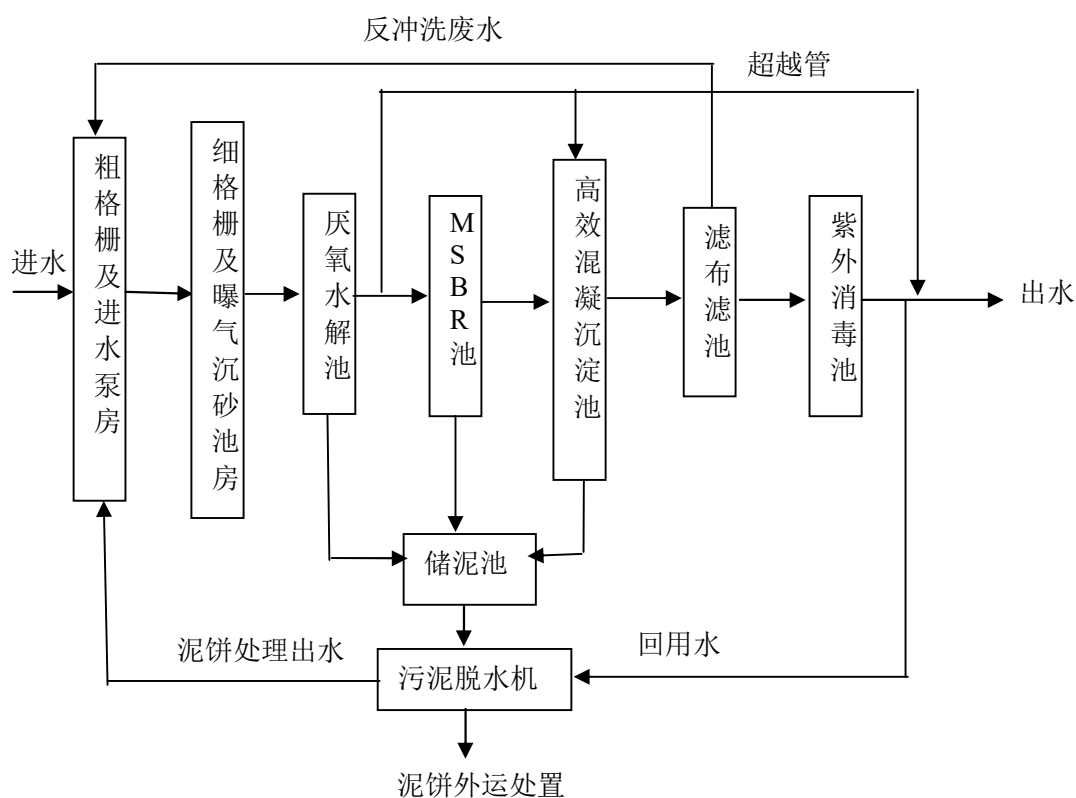 反冲洗废水
超越管
进水
粗格栅及进水泵房
细格栅及曝气沉砂池房
厌氧水解池
MSBR池
高效混凝沉淀池
滤布滤池
紫外消毒池
出水
储泥池
泥饼处理出水
回用水
污泥脱水机
泥饼外运处置